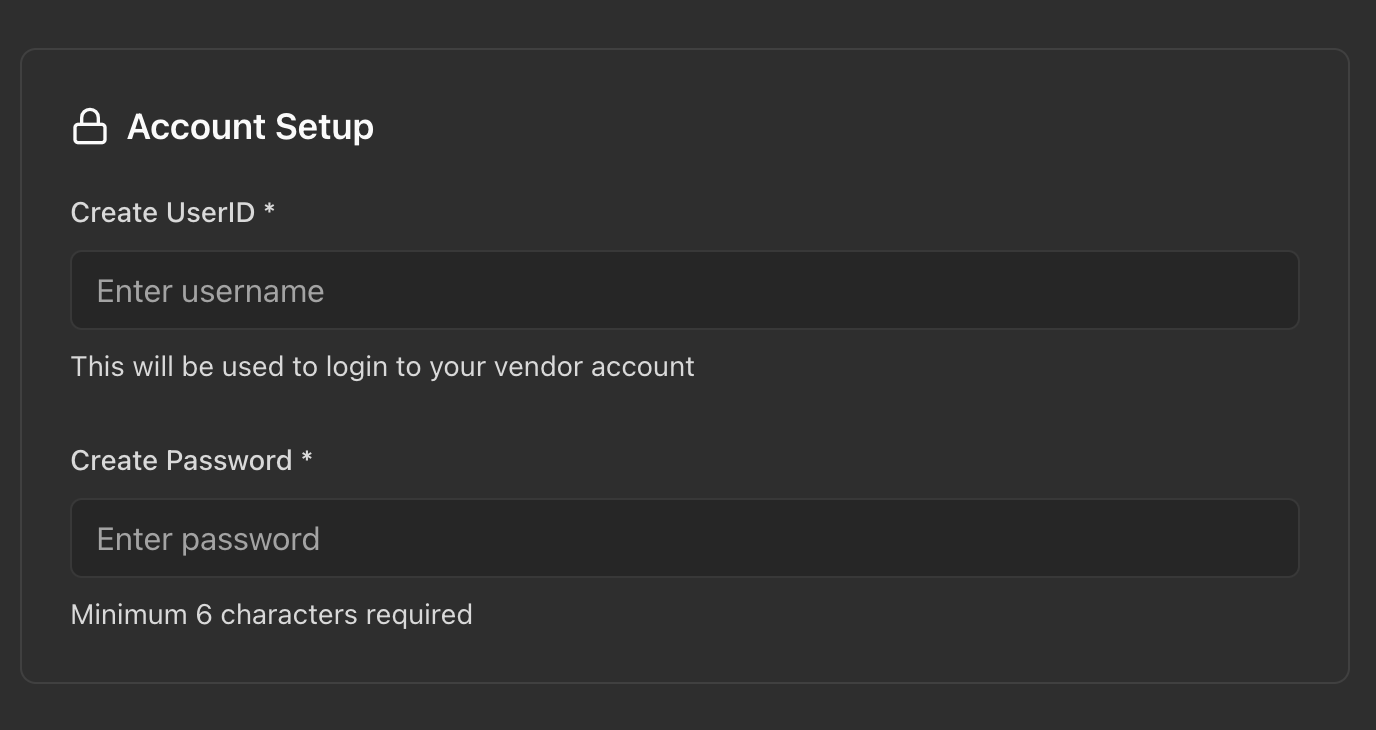 Account Setup
Create UserID *
Enter username
This will be used to login to your vendor account
Create Password *
Enter password
Minimum 6 characters required